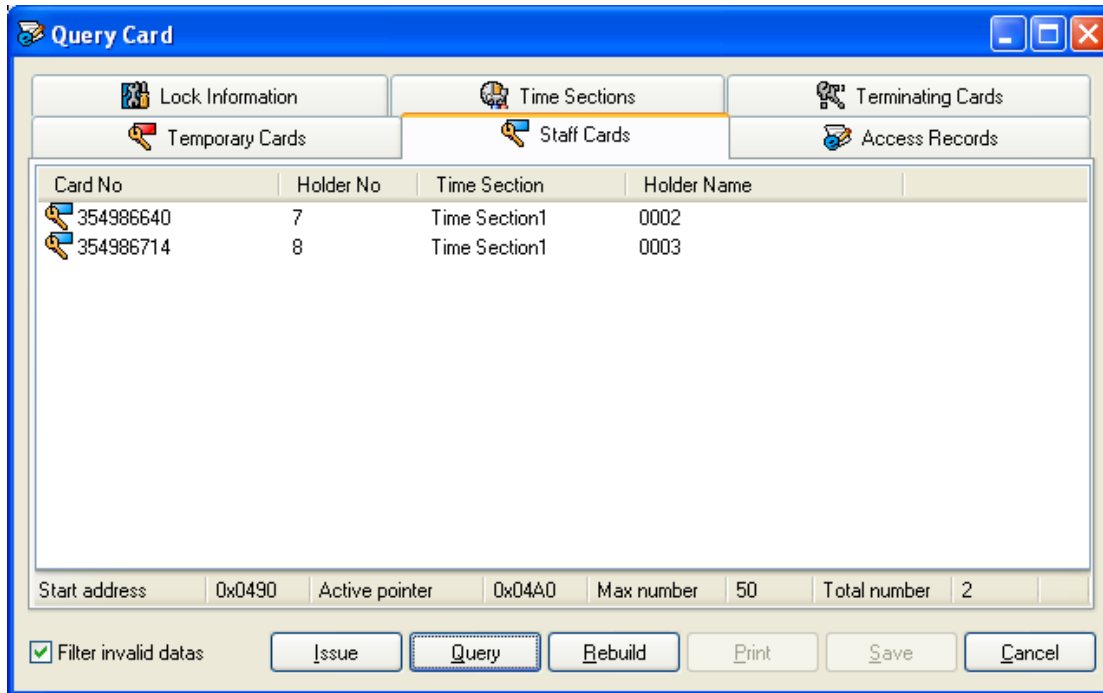 Query Card
Lock Information Time Sections Terminating Cards
Temporary Cards Staff Cards Access Records
Card No Holder No Time Section Holder Name
354986640 7 Time Section1 0002
354986714 8 Time Section1 0003
Start address 0x0490 Active pointer 0x04A0 Max number 50 Total number 2
Filter invalid datas Issue Query Rebuild Print Save Cancel